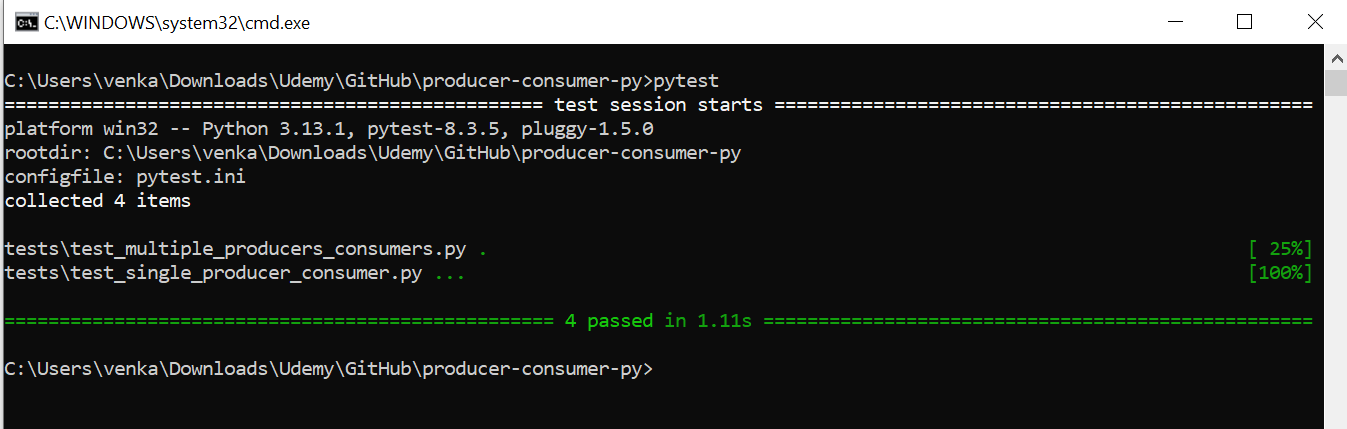 C:\WINDOWS\system32\cmd.exe
C:\Users\venka\Downloads\Udemy\GitHub\producer-consumer-py>pytest
================================================= test session starts =================================================
platform win32 -- Python 3.13.1, pytest-8.3.5, pluggy-1.5.0
rootdir: C:\Users\venka\Downloads\Udemy\GitHub\producer-consumer-py
configfile: pytest.ini
collected 4 items
tests\test_multiple_producers_consumers.py . [ 25%]
tests\test_single_producer_consumer.py ... [100%]
================================================== 4 passed in 1.11s ==================================================
C:\Users\venka\Downloads\Udemy\GitHub\producer-consumer-py>